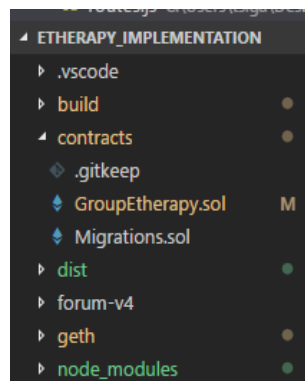 ETHERAPY_IMPLEMENTATION
.vscode
build
contracts
.gitkeep
GroupEtherapy.sol M
Migrations.sol
dist
forum-v4
geth
node_modules